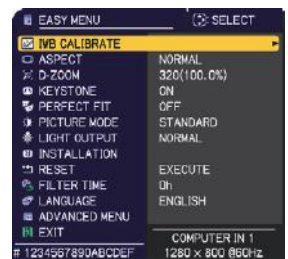 EASY MENU
: SELECT
IWB CALIBRATE
ASPECT NORMAL
D-ZOOM 320(100.0%)
KEYSTONE ON
PERFECT FIT OFF
PICTURE MODE STANDARD
LIGHT OUTPUT NORMAL
INSTALLATION
RESET EXECUTE
FILTER TIME 0h
LANGUAGE ENGLISH
ADVANCED MENU
EXIT
COMPUTER IN 1
# 1234567890ABCDEF 1280 × 800 @60Hz